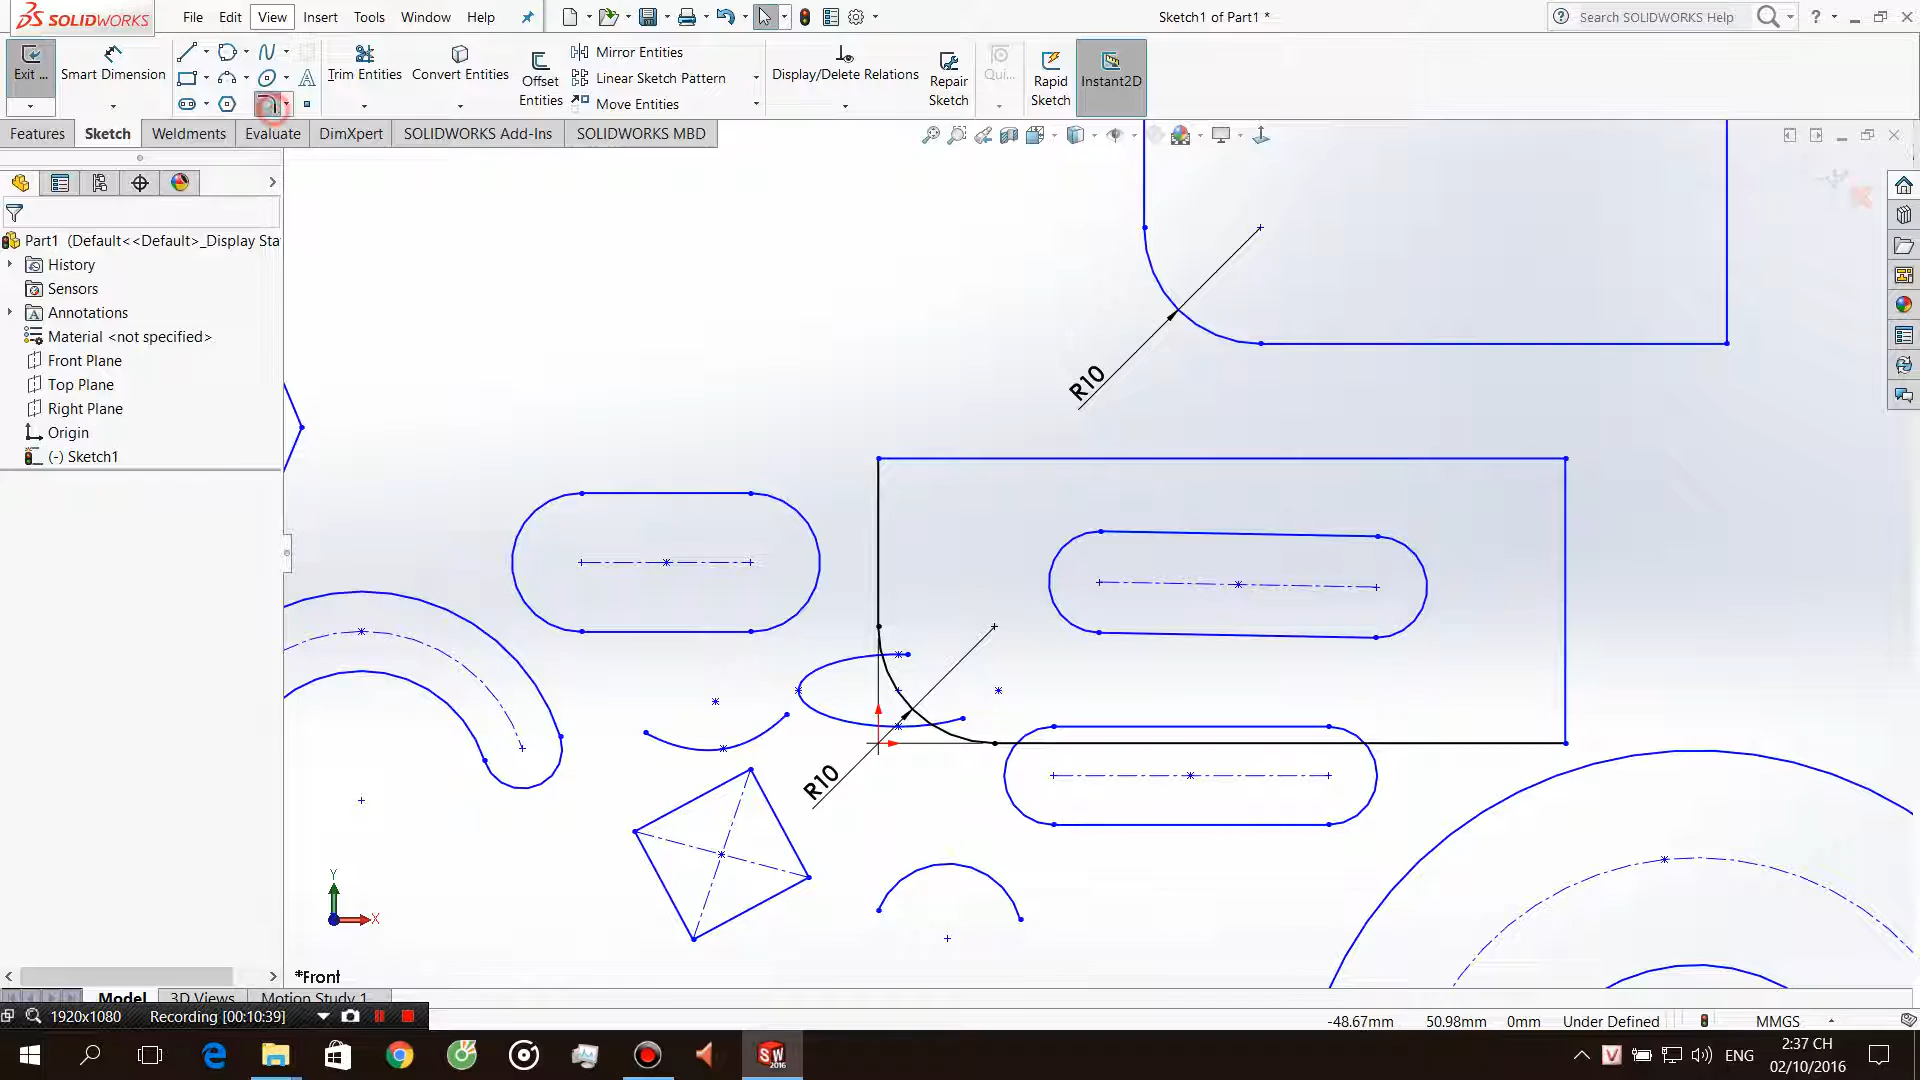 SOLIDWORKS
File Edit View Insert Tools Window Help
Sketch1 of Part1 *
Search SOLIDWORKS Help
Exit ...
Smart Dimension
Trim Entities
Convert Entities
Offset Entities
Mirror Entities
Linear Sketch Pattern
Move Entities
Display/Delete Relations
Repair Sketch
Qui...
Rapid Sketch
Instant2D
Features Sketch Weldments Evaluate DimXpert SOLIDWORKS Add-Ins SOLIDWORKS MBD
Part1 (Default<<Default>_Display Sta
History
Sensors
Annotations
Material <not specified>
Front Plane
Top Plane
Right Plane
Origin
(-) Sketch1
R10
R10
Y
X
*Front
Model 3D Views Motion Study 1
1920x1080 Recording [00:10:39]
-48.67mm 50.98mm 0mm Under Defined MMGS
SW
2016
V
ENG
2:37 CH
02/10/2016